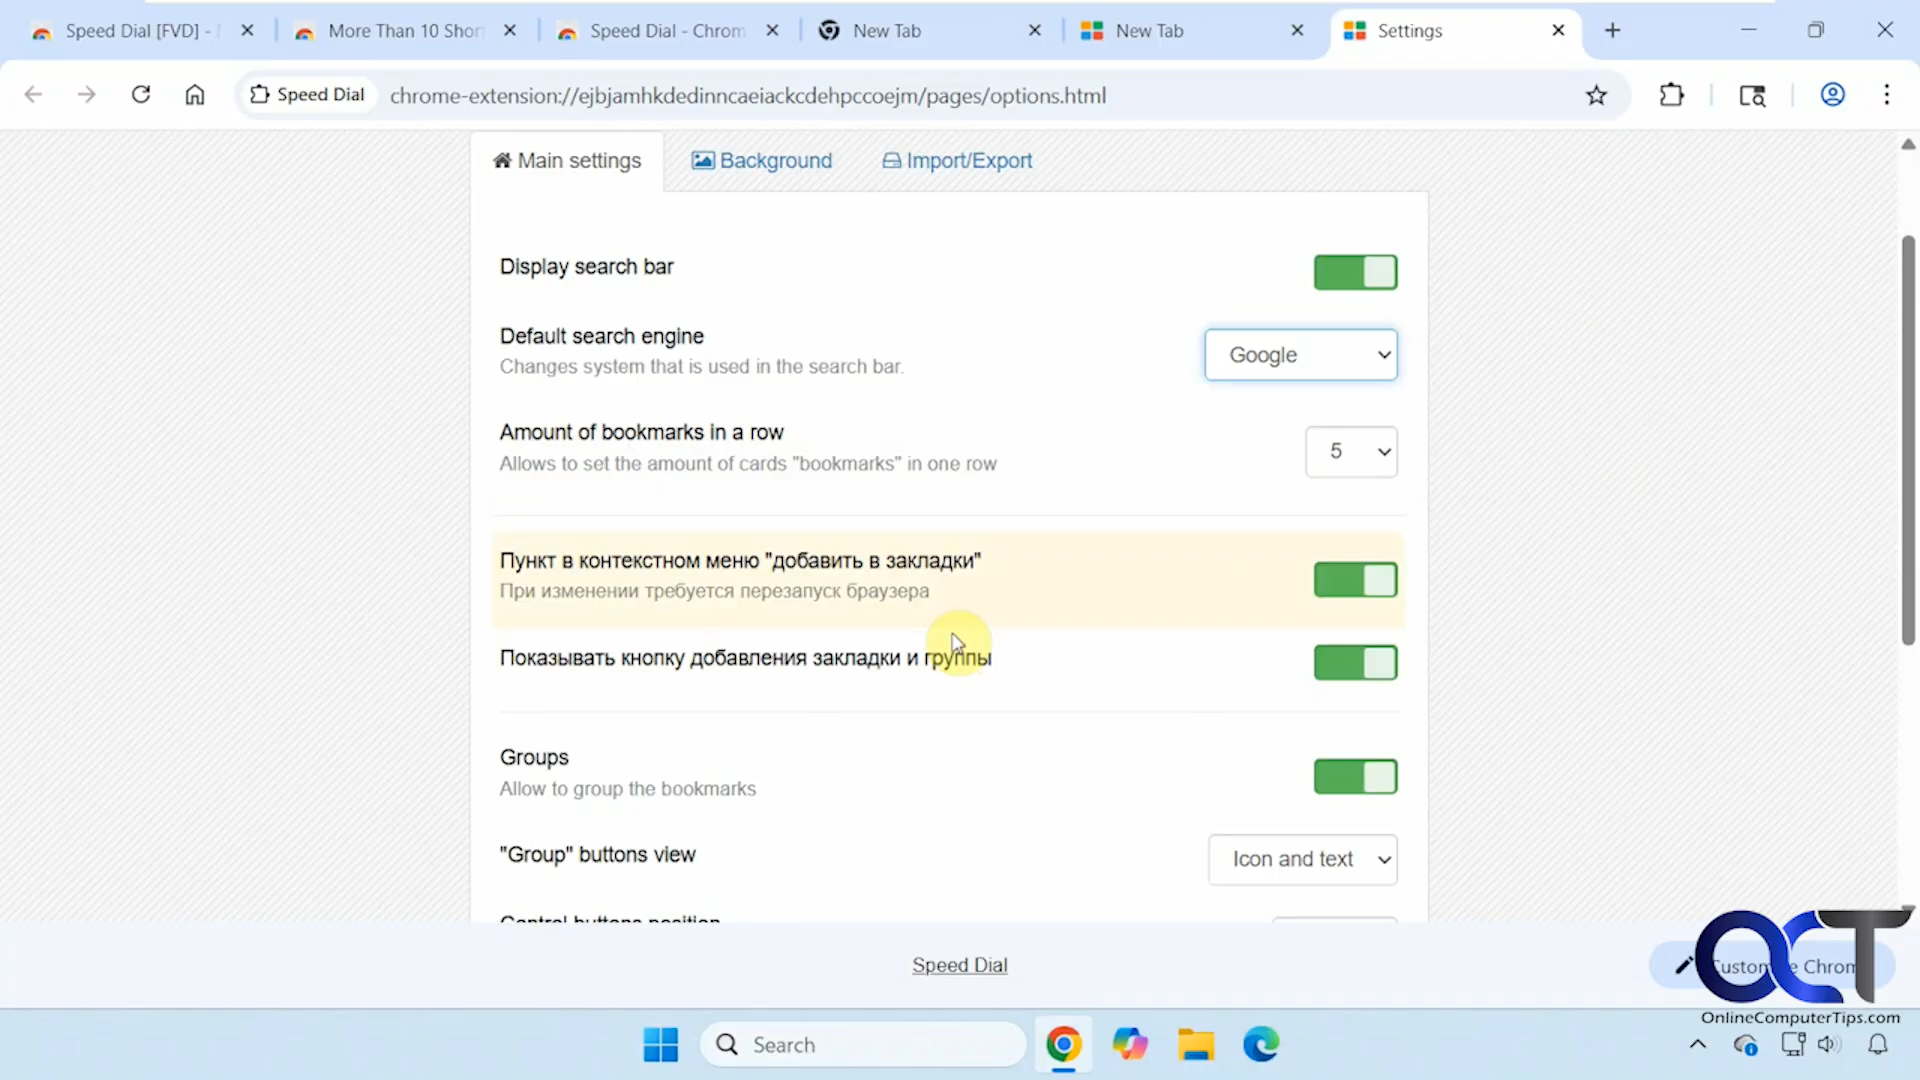 Speed Dial [FVD] -
More Than 10 Shor
Speed Dial - Chrom
New Tab
New Tab
Settings
Speed Dial
chrome-extension://ejbjamhkdedinncaeiackcdehpccoejm/pages/options.html
Main settings
Background
Import/Export
Display search bar
Default search engine
Changes system that is used in the search bar.
Google
Amount of bookmarks in a row
Allows to set the amount of cards "bookmarks" in one row
5
Пункт в контекстном меню "добавить в закладки"
При изменении требуется перезапуск браузера
Показывать кнопку добавления закладки и группы
Groups
Allow to group the bookmarks
"Group" buttons view
Icon and text
Control buttons position
Speed Dial
OCT
OnlineComputerTips.com
Search